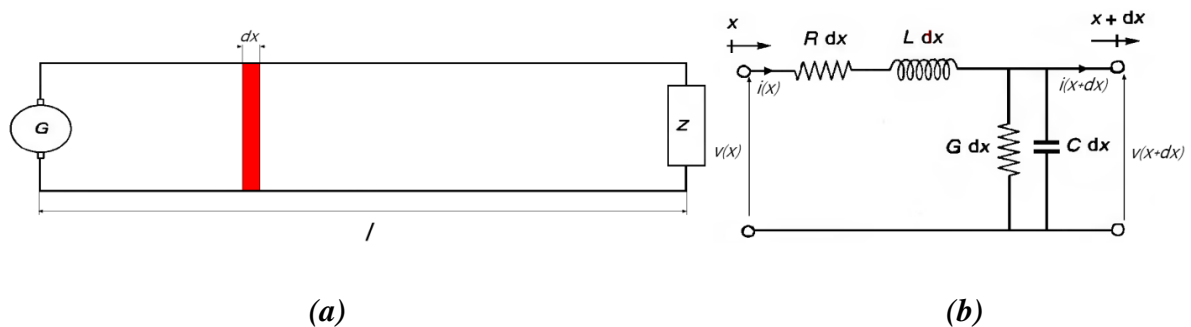 dx
G
Z
l
(a)
x
x + dx
R dx
L dx
i(x)
i(x+dx)
v(x)
G dx
C dx
v(x+dx)
(b)